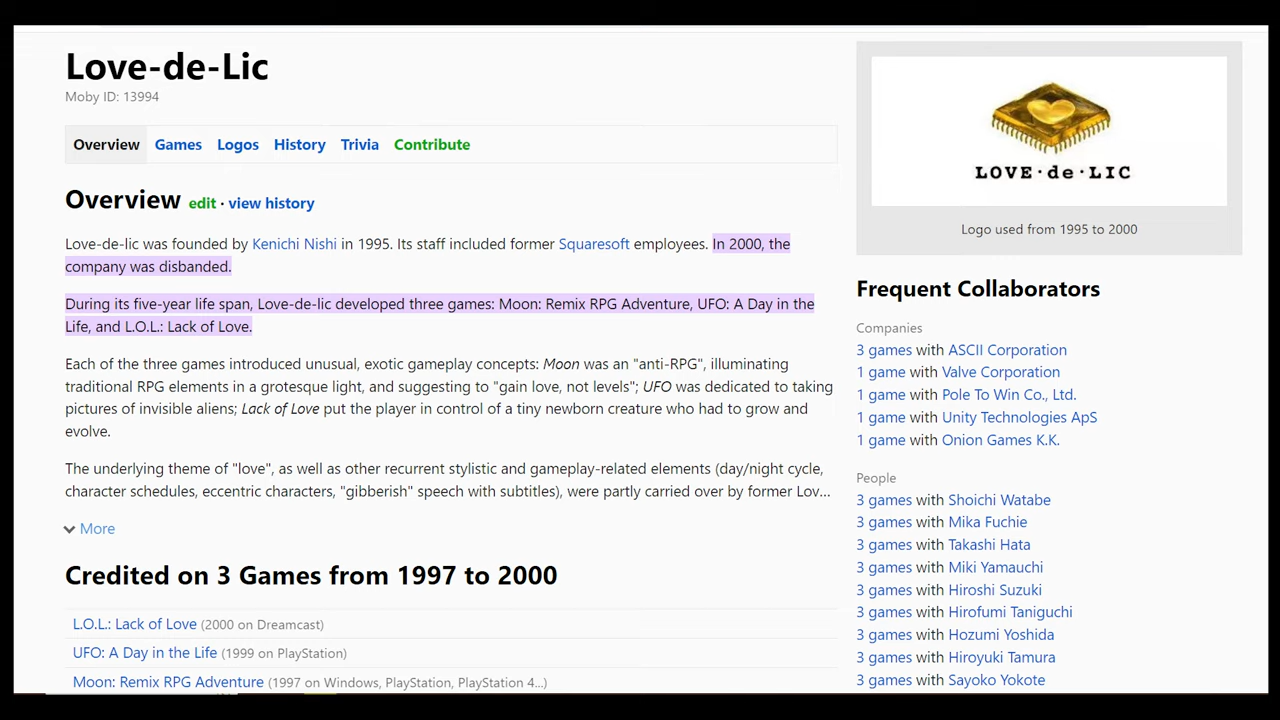 Love-de-Lic
Moby ID: 13994
Overview Games Logos History Trivia Contribute
Overview edit · view history
Love-de-lic was founded by Kenichi Nishi in 1995. Its staff included former Squaresoft employees. In 2000, the
company was disbanded.
During its five-year life span, Love-de-lic developed three games: Moon: Remix RPG Adventure, UFO: A Day in the
Life, and L.O.L.: Lack of Love.
Each of the three games introduced unusual, exotic gameplay concepts: Moon was an "anti-RPG", illuminating
traditional RPG elements in a grotesque light, and suggesting to "gain love, not levels"; UFO was dedicated to taking
pictures of invisible aliens; Lack of Love put the player in control of a tiny newborn creature who had to grow and
evolve.
The underlying theme of "love", as well as other recurrent stylistic and gameplay-related elements (day/night cycle,
character schedules, eccentric characters, "gibberish" speech with subtitles), were partly carried over by former Lov...
More
Credited on 3 Games from 1997 to 2000
L.O.L.: Lack of Love (2000 on Dreamcast)
UFO: A Day in the Life (1999 on PlayStation)
Moon: Remix RPG Adventure (1997 on Windows, PlayStation, PlayStation 4...)
LOVE·de·LIC
Logo used from 1995 to 2000
Frequent Collaborators
Companies
3 games with ASCII Corporation
1 game with Valve Corporation
1 game with Pole To Win Co., Ltd.
1 game with Unity Technologies ApS
1 game with Onion Games K.K.
People
3 games with Shoichi Watabe
3 games with Mika Fuchie
3 games with Takashi Hata
3 games with Miki Yamauchi
3 games with Hiroshi Suzuki
3 games with Hirofumi Taniguchi
3 games with Hozumi Yoshida
3 games with Hiroyuki Tamura
3 games with Sayoko Yokote